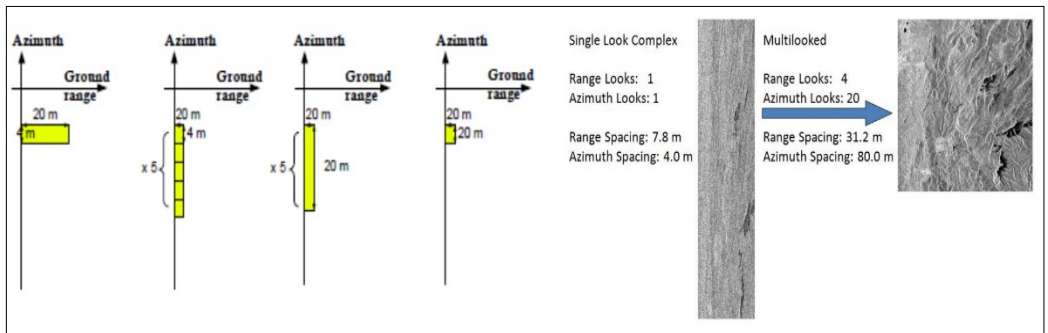 Azimuth
Ground
range
20 m
4 m
Azimuth
Ground
range
20 m
4 m
x 5
Azimuth
Ground
range
20 m
x 5
20 m
Azimuth
Ground
range
20 m
20 m
Single Look Complex
Range Looks: 1
Azimuth Looks: 1
Range Spacing: 7.8 m
Azimuth Spacing: 4.0 m
Multilooked
Range Looks: 4
Azimuth Looks: 20
Range Spacing: 31.2 m
Azimuth Spacing: 80.0 m